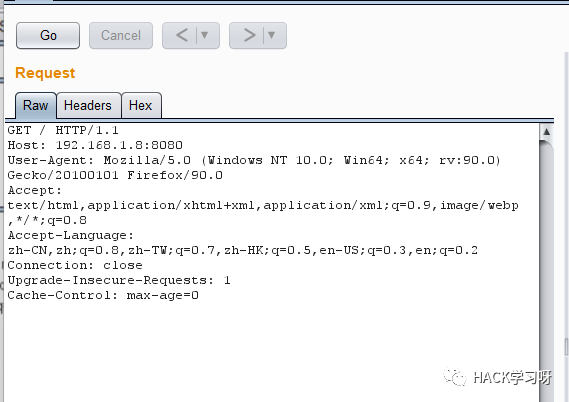 Go Cancel < ▼ > ▼
Request
Raw Headers Hex
GET / HTTP/1.1
Host: 192.168.1.8:8080
User-Agent: Mozilla/5.0 (Windows NT 10.0; Win64; x64; rv:90.0)
Gecko/20100101 Firefox/90.0
Accept:
text/html,application/xhtml+xml,application/xml;q=0.9,image/webp
,*/*;q=0.8
Accept-Language:
zh-CN,zh;q=0.8,zh-TW;q=0.7,zh-HK;q=0.5,en-US;q=0.3,en;q=0.2
Connection: close
Upgrade-Insecure-Requests: 1
Cache-Control: max-age=0
HACK学习呀